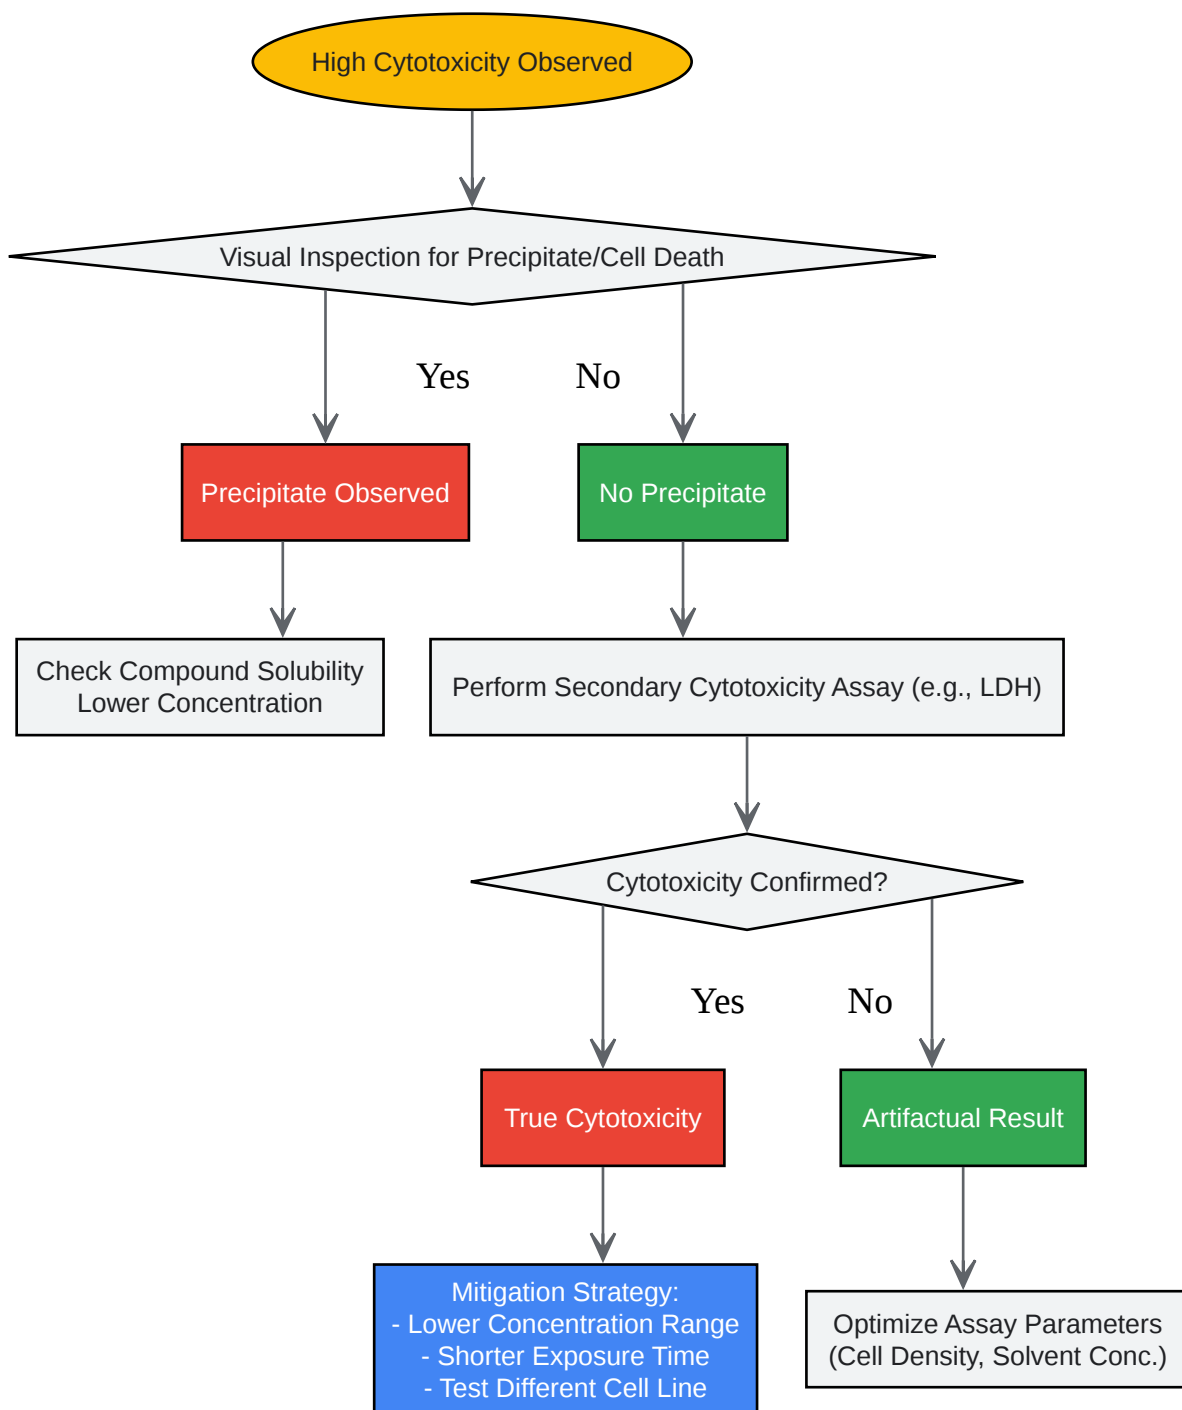 High Cytotoxicity Observed
Visual Inspection for Precipitate/Cell Death
Yes
No
Precipitate Observed
No Precipitate
Check Compound Solubility
Lower Concentration
Perform Secondary Cytotoxicity Assay (e.g., LDH)
Cytotoxicity Confirmed?
Yes
No
True Cytotoxicity
Artifactual Result
Mitigation Strategy:
- Lower Concentration Range
- Shorter Exposure Time
- Test Different Cell Line
Optimize Assay Parameters
(Cell Density, Solvent Conc.)